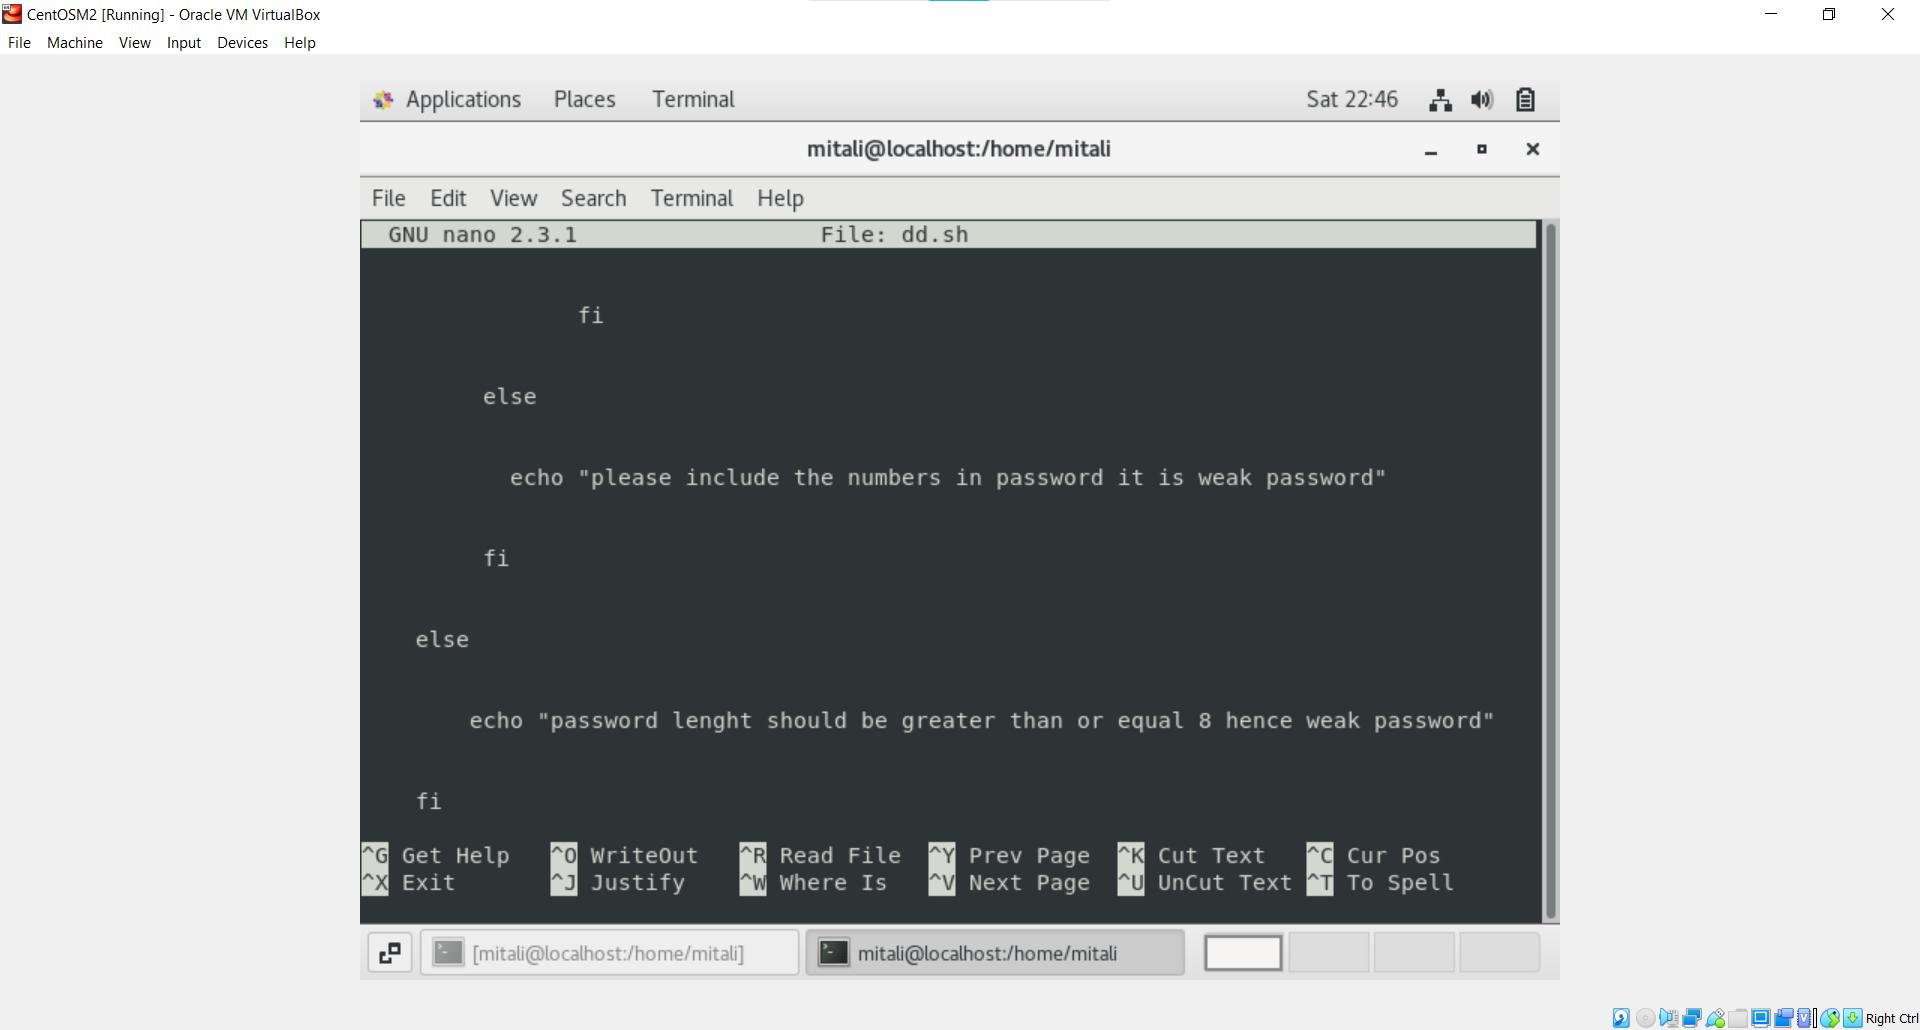 CentOSM2 [Running] - Oracle VM VirtualBox
File Machine View Input Devices Help
Applications Places Terminal Sat 22:46
mitali@localhost:/home/mitali
File Edit View Search Terminal Help
GNU nano 2.3.1 File: dd.sh
fi
else
echo "please include the numbers in password it is weak password"
fi
else
echo "password lenght should be greater than or equal 8 hence weak password"
fi
^G Get Help ^O WriteOut ^R Read File ^Y Prev Page ^K Cut Text ^C Cur Pos
^X Exit ^J Justify ^W Where Is ^V Next Page ^U UnCut Text ^T To Spell
[mitali@localhost:/home/mitali] mitali@localhost:/home/mitali
Right Ctrl